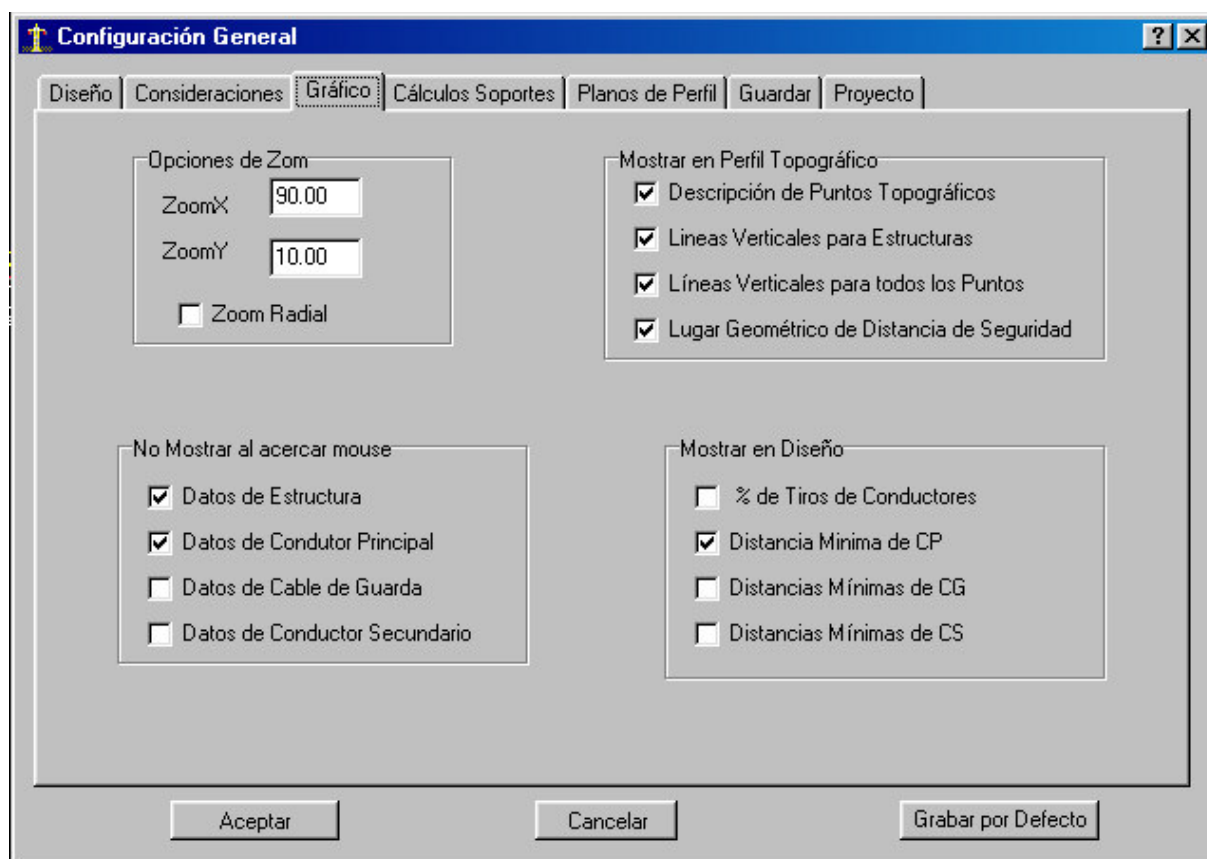 Configuración General
Diseño
Consideraciones
Gráfico
Cálculos Soportes
Planos de Perfil
Guardar
Proyecto
Opciones de Zom
ZoomX
90.00
ZoomY
10.00
Zoom Radial
Mostrar en Perfil Topográfico
Descripción de Puntos Topográficos
Lineas Verticales para Estructuras
Líneas Verticales para todos los Puntos
Lugar Geométrico de Distancia de Seguridad
No Mostrar al acercar mouse
Datos de Estructura
Datos de Condutor Principal
Datos de Cable de Guarda
Datos de Conductor Secundario
Mostrar en Diseño
% de Tiros de Conductores
Distancia Minima de CP
Distancias Mínimas de CG
Distancias Mínimas de CS
Aceptar
Cancelar
Grabar por Defecto